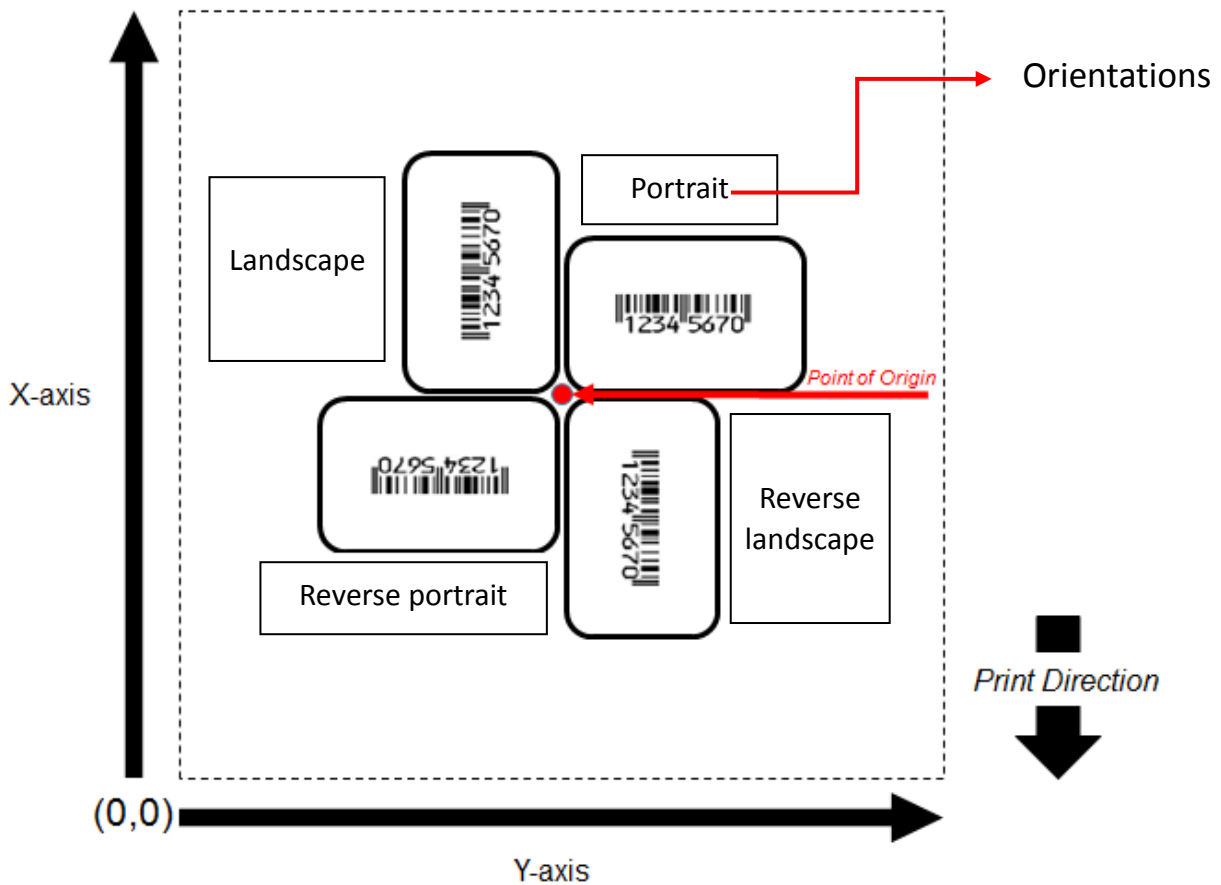 Orientations
Portrait
Landscape
1234 5670
1234 5670
Point of Origin
X-axis
1234 5670
1234 5670
Reverse
landscape
Reverse portrait
Print Direction
(0,0)
Y-axis